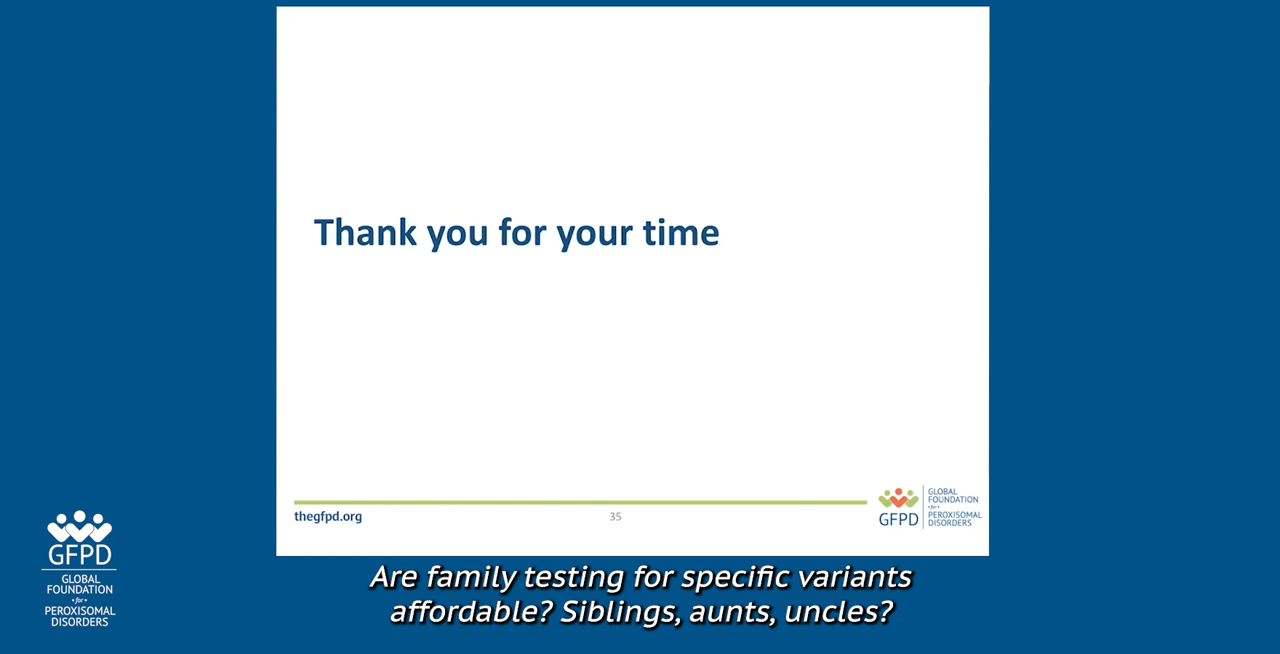 Thank you for your time
thegfpd.org
35
GFPD
GLOBAL
FOUNDATION
•for•
PEROXISOMAL
DISORDERS
GFPD
GLOBAL
FOUNDATION
•for•
PEROXISOMAL
DISORDERS
Are family testing for specific variants
affordable? Siblings, aunts, uncles?